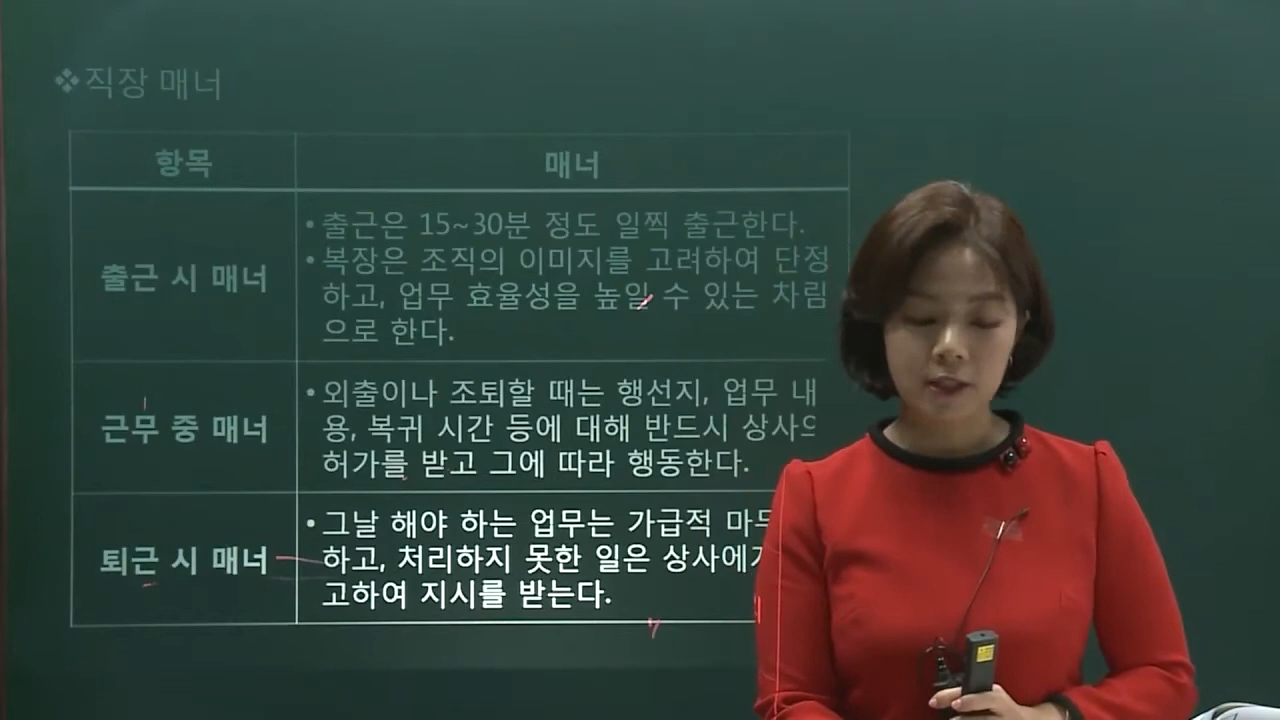 ❖직장 매너
항목
매너
출근 시 매너
• 출근은 15~30분 정도 일찍 출근한다.
• 복장은 조직의 이미지를 고려하여 단정
하고, 업무 효율성을 높일 수 있는 차림
으로 한다.
근무 중 매너
• 외출이나 조퇴할 때는 행선지, 업무 내
용, 복귀 시간 등에 대해 반드시 상사의
허가를 받고 그에 따라 행동한다.
퇴근 시 매너
• 그날 해야 하는 업무는 가급적
하고, 처리하지 못한 일은 상사에게
고하여 지시를 받는다.